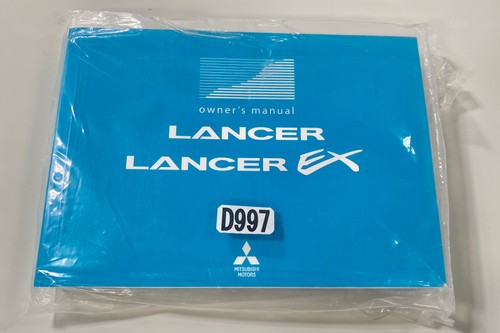 owner's manual
LANCER
LANCER EX
D997
MITSUBISHI
MOTORS